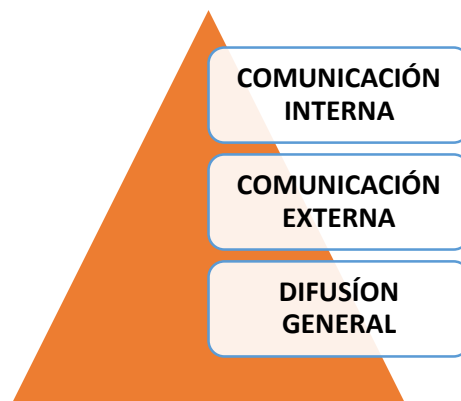 COMUNICACIÓN
INTERNA
COMUNICACIÓN
EXTERNA
DIFUSÍON
GENERAL